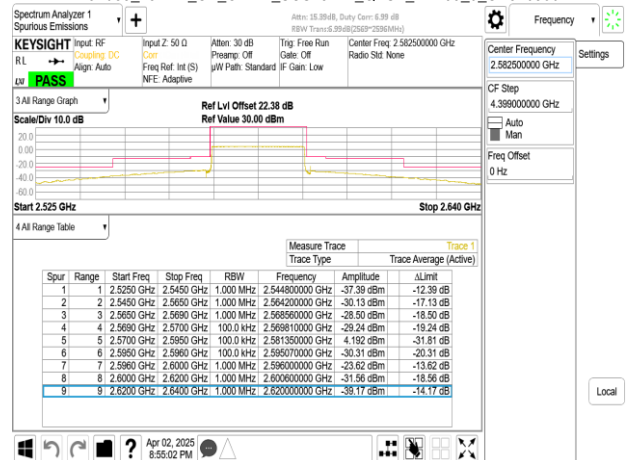 Spectrum Analyzer 1
Spurious Emissions
Attn: 15.39dB, Duty Corr: 6.99 dB
RBW Trans:6.99dB(2569~2596MHz)
Frequency
KEYSIGHT
RL
LXI PASS
Input: RF
Coupling: DC
Align: Auto
Input Z: 50 Ω
Corr
Freq Ref: Int (S)
NFE: Adaptive
Atten: 30 dB
Preamp: Off
µW Path: Standard
Trig: Free Run
Gate: Off
IF Gain: Low
Center Freq: 2.582500000 GHz
Radio Std: None
Center Frequency
2.582500000 GHz
Settings
CF Step
4.399000000 GHz
Auto
Man
Freq Offset
0 Hz
3 All Range Graph
Scale/Div 10.0 dB
Ref Lvl Offset 22.38 dB
Ref Value 30.00 dBm
20.0
0.00
-20.0
-40.0
-60.0
Start 2.525 GHz
Stop 2.640 GHz
4 All Range Table
Measure Trace Trace 1
Trace Type Trace Average (Active)
Spur Range Start Freq Stop Freq RBW Frequency Amplitude ΔLimit
1 1 2.5250 GHz 2.5450 GHz 1.000 MHz 2.544800000 GHz -37.39 dBm -12.39 dB
2 2 2.5450 GHz 2.5650 GHz 1.000 MHz 2.564200000 GHz -30.13 dBm -17.13 dB
3 3 2.5650 GHz 2.5690 GHz 1.000 MHz 2.568560000 GHz -28.50 dBm -18.50 dB
4 4 2.5690 GHz 2.5700 GHz 100.0 kHz 2.569810000 GHz -29.24 dBm -19.24 dB
5 5 2.5700 GHz 2.5950 GHz 100.0 kHz 2.581350000 GHz 4.192 dBm -31.81 dB
6 6 2.5950 GHz 2.5960 GHz 100.0 kHz 2.595070000 GHz -30.31 dBm -20.31 dB
7 7 2.5960 GHz 2.6000 GHz 1.000 MHz 2.596000000 GHz -23.62 dBm -13.62 dB
8 8 2.6000 GHz 2.6200 GHz 1.000 MHz 2.600600000 GHz -31.56 dBm -18.56 dB
9 9 2.6200 GHz 2.6400 GHz 1.000 MHz 2.620000000 GHz -39.17 dBm -14.17 dB
Local
?
Apr 02, 2025
8:55:02 PM